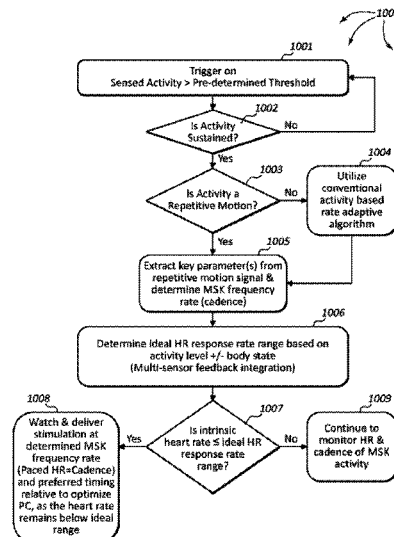 100
1001
Trigger on
Sensed Activity > Pre-determined Threshold
1002
Is Activity
Sustained?
No
Yes
1003
Is Activity a
Repetitive Motion?
No
1004
Utilize
conventional
activity based
rate adaptive
algorithm
Yes
1005
Extract key parameter(s) from
repetitive motion signal &
determine MSK frequency
rate (cadence)
1006
Determine Ideal HR response rate range based on
activity level +/- body state
(Multi-sensor feedback integration)
1007
Is intrinsic
heart rate ≤ ideal HR
response rate
range?
Yes
No
1008
Watch & deliver
stimulation at
determined MSK
frequency rate
(Paced HR=Cadence)
and preferred timing
relative to optimize
PC, as the heart rate
remains below ideal
range
1009
Continue to
monitor HR &
cadence of MSK
activity